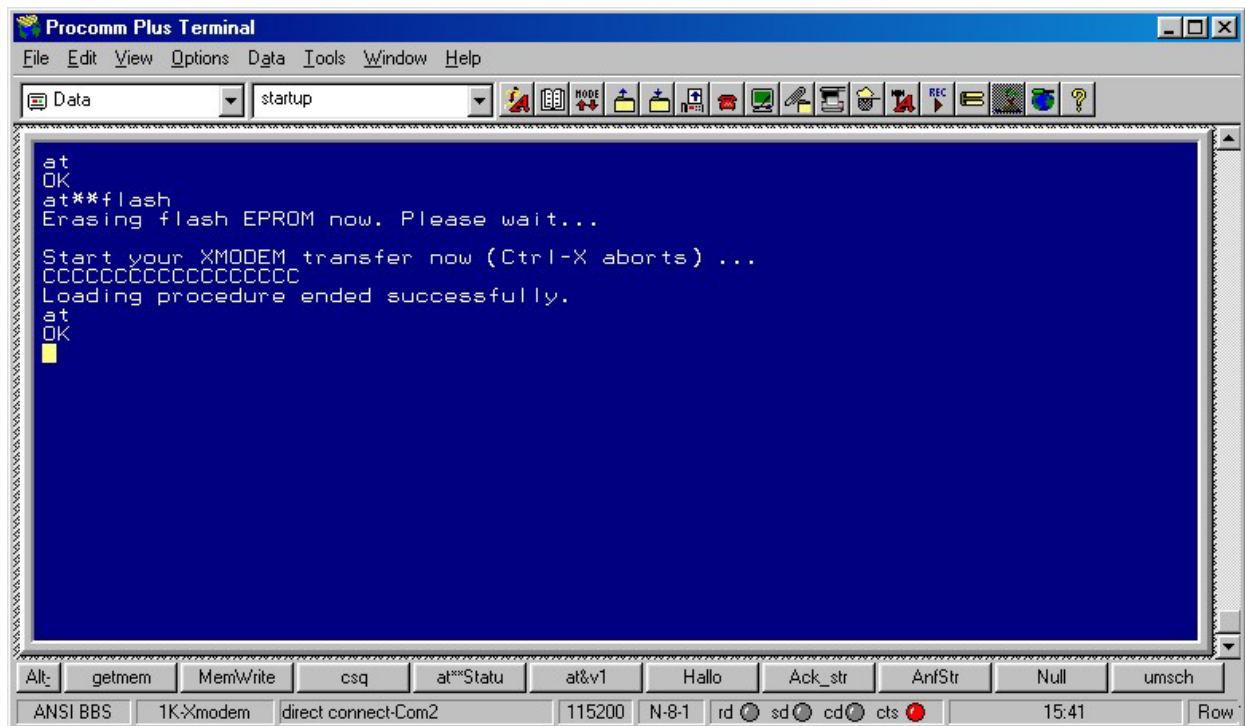 Procomm Plus Terminal
File Edit View Options Data Tools Window Help
Data startup MODE REC
at
OK
at**flash
Erasing flash EPROM now. Please wait...
Start your XMODEM transfer now (Ctrl-X aborts) ...
CCCCCCCCCCCCCCCCCC
Loading procedure ended successfully.
at
OK
Alt- getmem MemWrite csq at**Statu at&v1 Hallo Ack_str AnfStr Null umsch
ANSI BBS 1K-Xmodem direct connect-Com2 115200 N-8-1 rd sd cd cts 15:41 Row